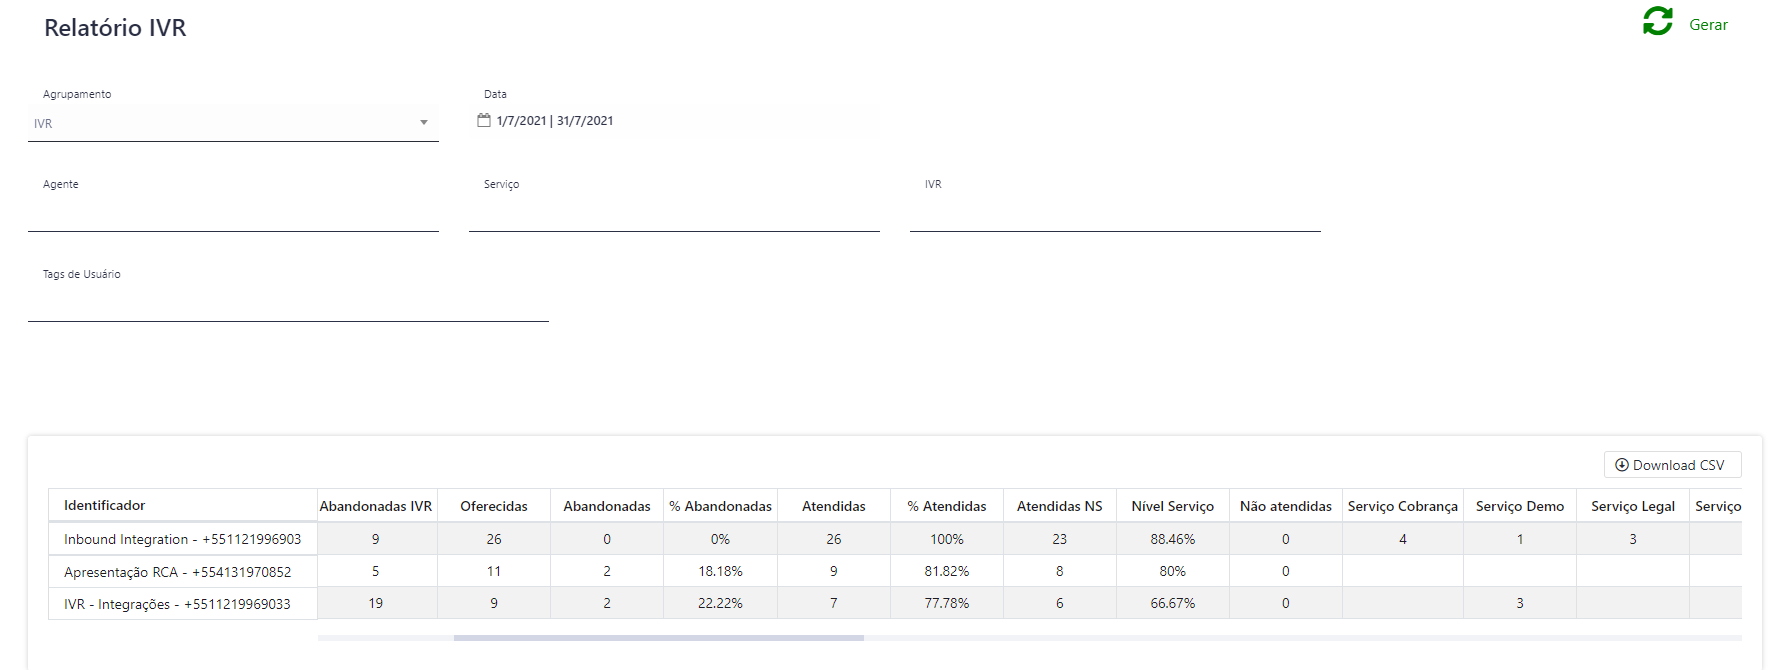 Relatório IVR
Gerar
Agrupamento
Data
IVR
1/7/2021 | 31/7/2021
Agente
Serviço
IVR
Tags de Usuário
Download CSV
Identificador Abandonadas IVR Oferecidas Abandonadas % Abandonadas Atendidas % Atendidas Atendidas NS Nível Serviço Não atendidas Serviço Cobrança Serviço Demo Serviço Legal Serviço
Inbound Integration - +551121996903 9 26 0 0% 26 100% 23 88.46% 0 4 1 3
Apresentação RCA - +554131970852 5 11 2 18.18% 9 81.82% 8 80% 0
IVR - Integrações - +5511219969033 19 9 2 22.22% 7 77.78% 6 66.67% 0 3